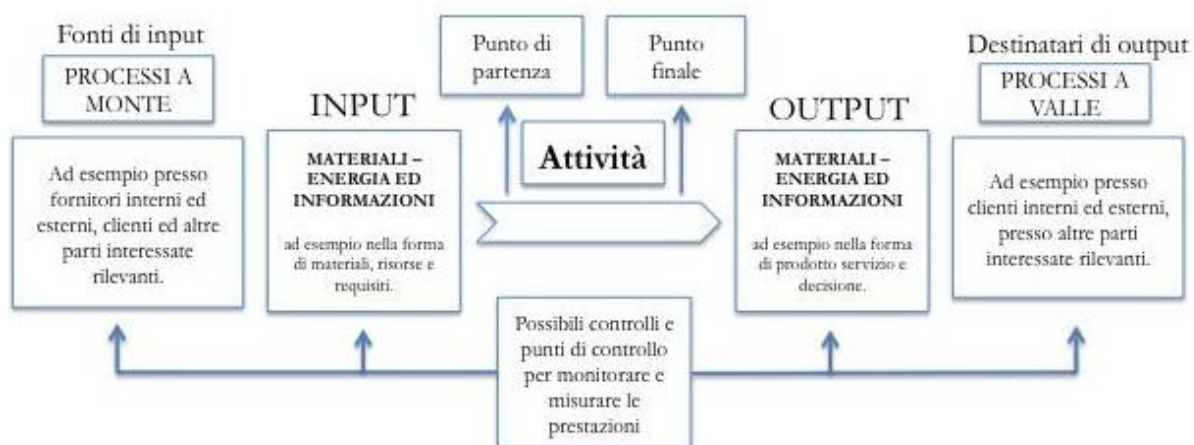 Fonti di input
PROCESSI A
MONTE
Ad esempio presso
fornitori interni ed
esterni, clienti ed altre
parti interessate
rilevanti.
INPUT
MATERIALI –
ENERGIA ED
INFORMAZIONI
ad esempio nella forma
di materiali, risorse e
requisiti.
Punto di
partenza
Punto
finale
Attività
OUTPUT
MATERIALI –
ENERGIA ED
INFORMAZIONI
ad esempio nella forma
di prodotto servizio e
decisione.
Destinatari di output
PROCESSI A
VALLE
Ad esempio presso
clienti interni ed esterni,
presso altre parti
interessate rilevanti.
Possibili controlli e
punti di controllo
per monitorare e
misurare le
prestazioni